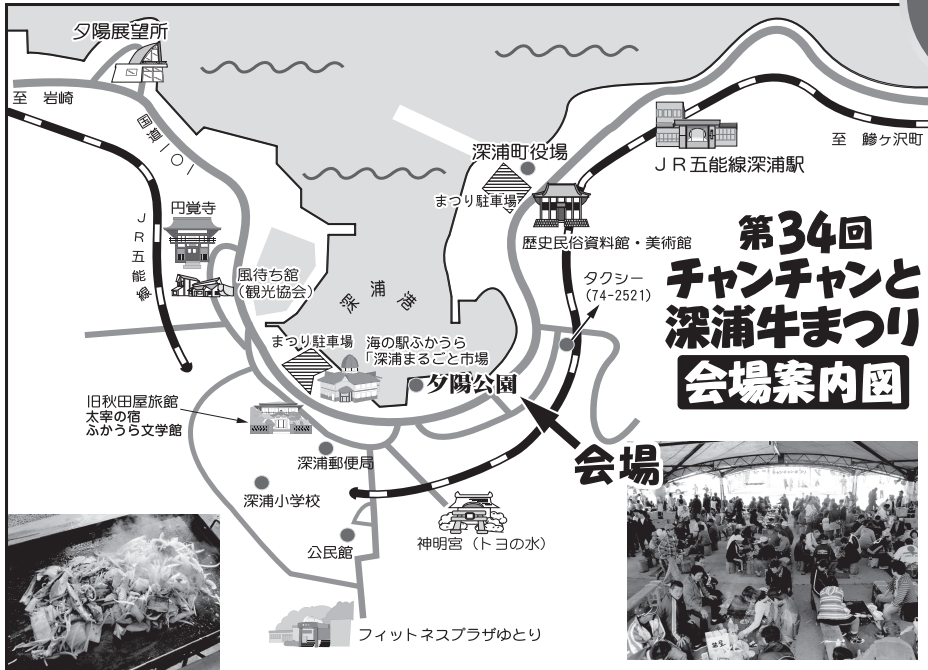 夕陽展望所
至 岩崎
国道一〇一
JR五能線
円覚寺
風待ち舘
（観光協会）
深浦港
深浦町役場
まつり駐車場
歴史民俗資料館・美術館
JR五能線深浦駅
至 鰺ヶ沢町
タクシー
（74-2521）
第34回
チャンチャンと
深浦牛まつり
会場案内図
まつり駐車場
海の駅ふかうら
「深浦まるごと市場
夕陽公園
会場
旧秋田屋旅館
太宰の宿
ふかうら文学館
深浦郵便局
深浦小学校
公民館
神明宮（トヨの水）
フィットネスプラザゆとり